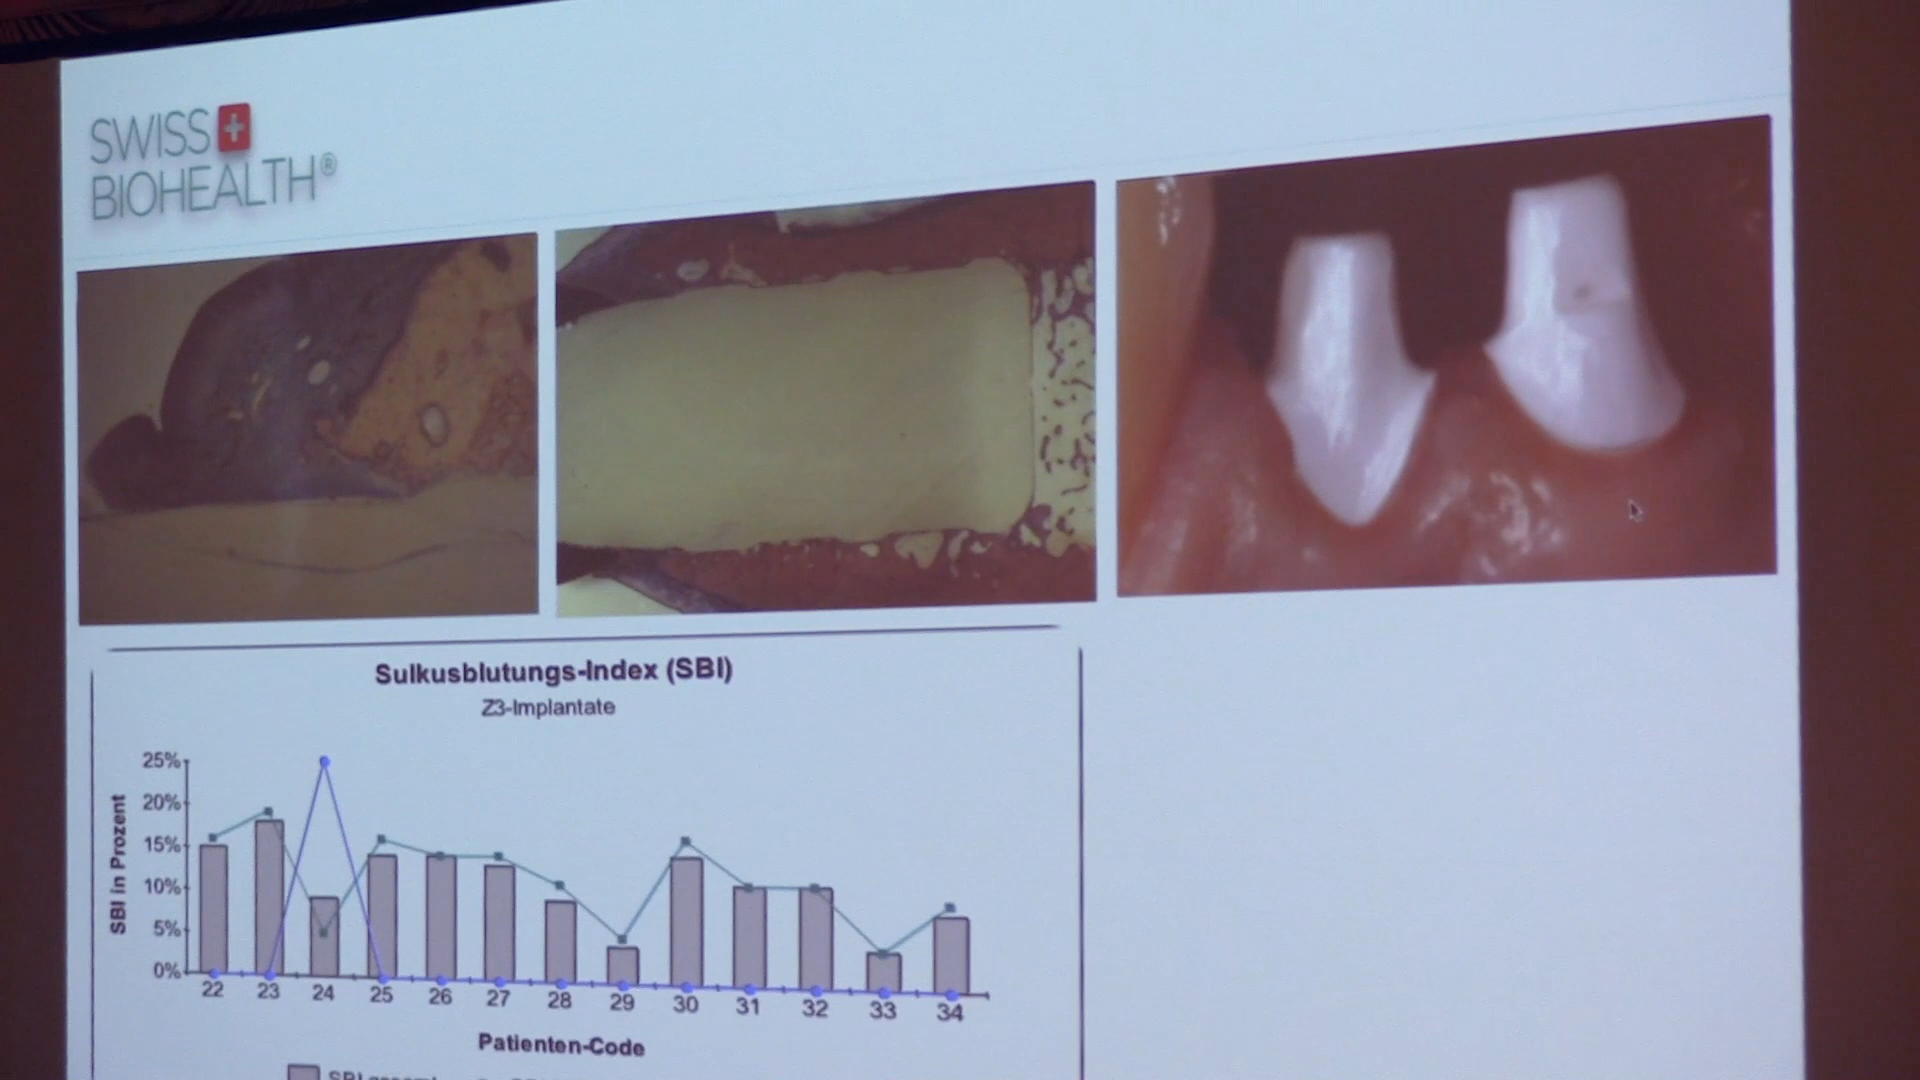 SWISS
BIOHEALTH®
Sulkusblutungs-Index (SBI)
Z3-Implantate
25%
20%
15%
10%
5%
0%
SBI in Prozent
22 23 24 25 26 27 28 29 30 31 32 33 34
Patienten-Code
SBI